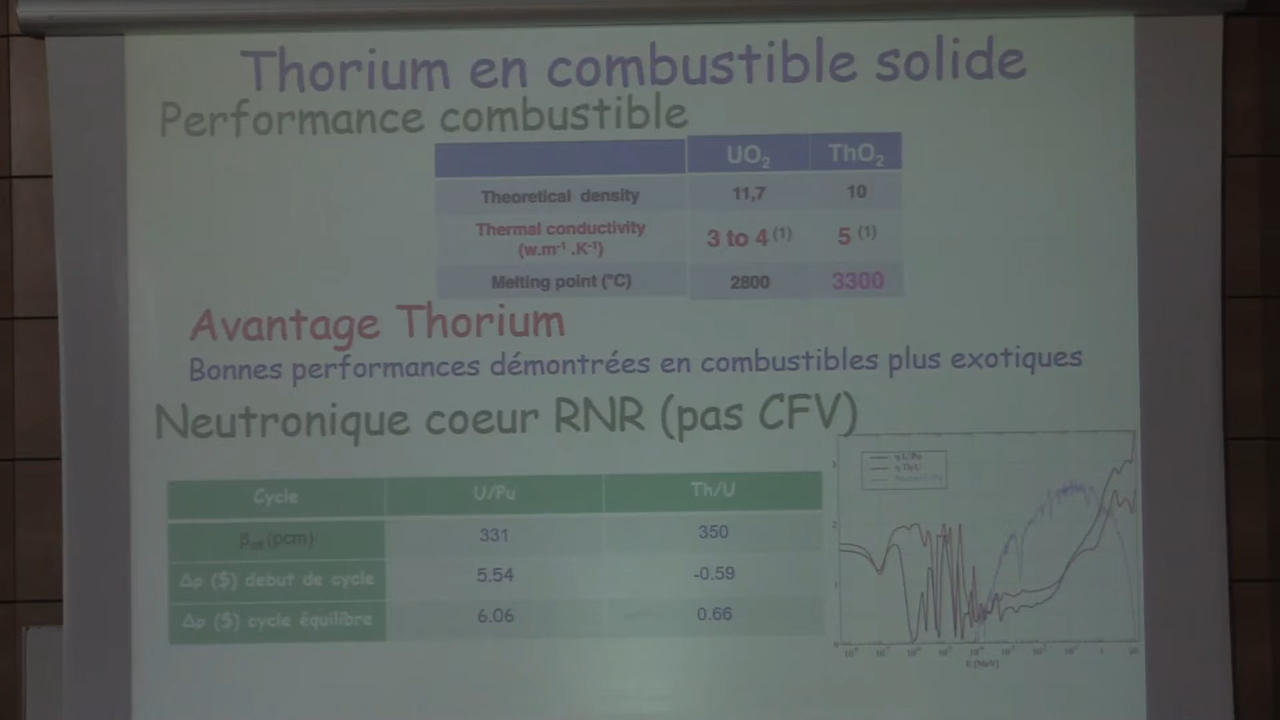 Thorium en combustible solide
Performance combustible
UO₂ ThO₂
Theoretical density 11,7 10
Thermal conductivity
(w.m⁻¹ .K⁻¹) 3 to 4 (1) 5 (1)
Melting point (°C) 2800 3300
Avantage Thorium
Bonnes performances démontrées en combustibles plus exotiques
Neutronique coeur RNR (pas CFV)
Cycle U/Pu Th/U
(pcm) 331 350
Δρ ($) debut de cycle 5.54 -0.59
Δρ ($) cycle équilibre 6.06 0.66
η U/Pu
η Th/U
E [MeV]